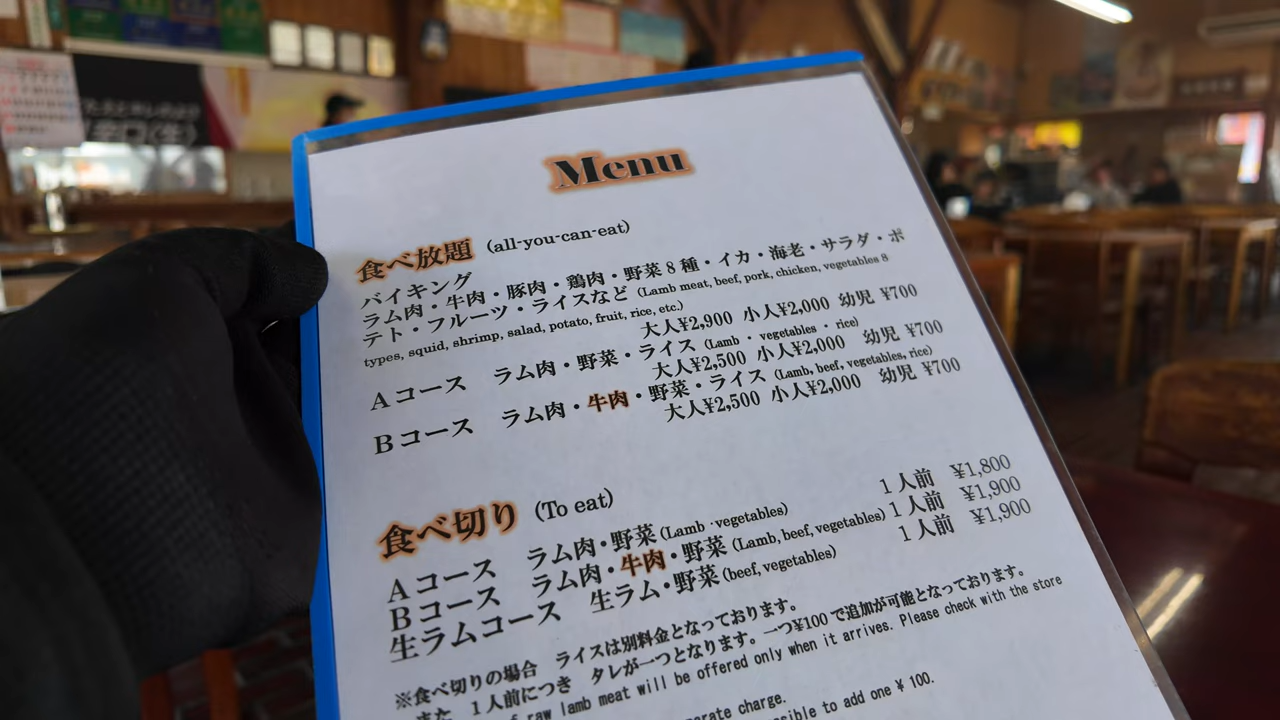 Menu
食べ放題 (all-you-can-eat)
バイキング
ラム肉・牛肉・豚肉・鶏肉・野菜8種・イカ・海老・サラダ・ポ
テト・フルーツ・ライスなど (Lamb meat, beef, pork, chicken, vegetables 8
types, squid, shrimp, salad, potato, fruit, rice, etc.)
大人¥2,900 小人¥2,000 幼児 ¥700
Aコース ラム肉・野菜・ライス (Lamb・vegetables・rice)
大人¥2,500 小人¥2,000 幼児 ¥700
Bコース ラム肉・牛肉・野菜・ライス (Lamb, beef, vegetables, rice)
大人¥2,500 小人¥2,000 幼児 ¥700
食べ切り (To eat)
Aコース ラム肉・野菜 (Lamb・vegetables) 1人前 ¥1,800
Bコース ラム肉・牛肉・野菜 (Lamb, beef, vegetables) 1人前 ¥1,900
生ラムコース 生ラム・野菜 (beef, vegetables) 1人前 ¥1,900
※食べ切りの場合 ライスは別料金となっております。
また 1人前につき タレが一つとなります。一つ¥100で追加が可能となっております。
of raw lamb meat will be offered only when it arrives. Please check with the store
charge.
to add one ¥ 100.